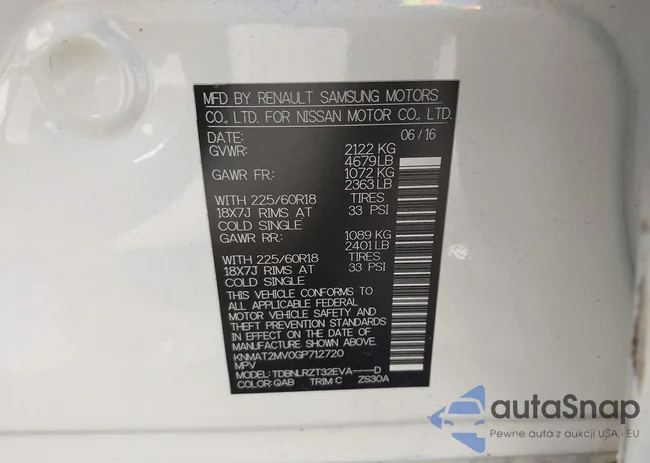 MFD BY RENAULT SAMSUNG MOTORS
CO., LTD. FOR NISSAN MOTOR CO., LTD.
DATE: 06/16
GVWR: 2122 KG
4679LB
GAWR FR: 1072 KG
2363LB
WITH 225/60R18 TIRES
18X7J RIMS AT 33 PSI
COLD SINGLE
GAWR RR: 1089 KG
2401LB
WITH 225/60R18 TIRES
18X7J RIMS AT 33 PSI
COLD SINGLE
THIS VEHICLE CONFORMS TO
ALL APPLICABLE FEDERAL
MOTOR VEHICLE SAFETY AND
THEFT PREVENTION STANDARDS
IN EFFECT ON THE DATE OF
MANUFACTURE SHOWN ABOVE.
KNMAT2MV0GP712720
MPV
MODEL:TDBNLRZT32EVA----D
COLOR:QAB TRIM:C ZS30A
autaSnap
Pewne auta z aukcji USA i EU